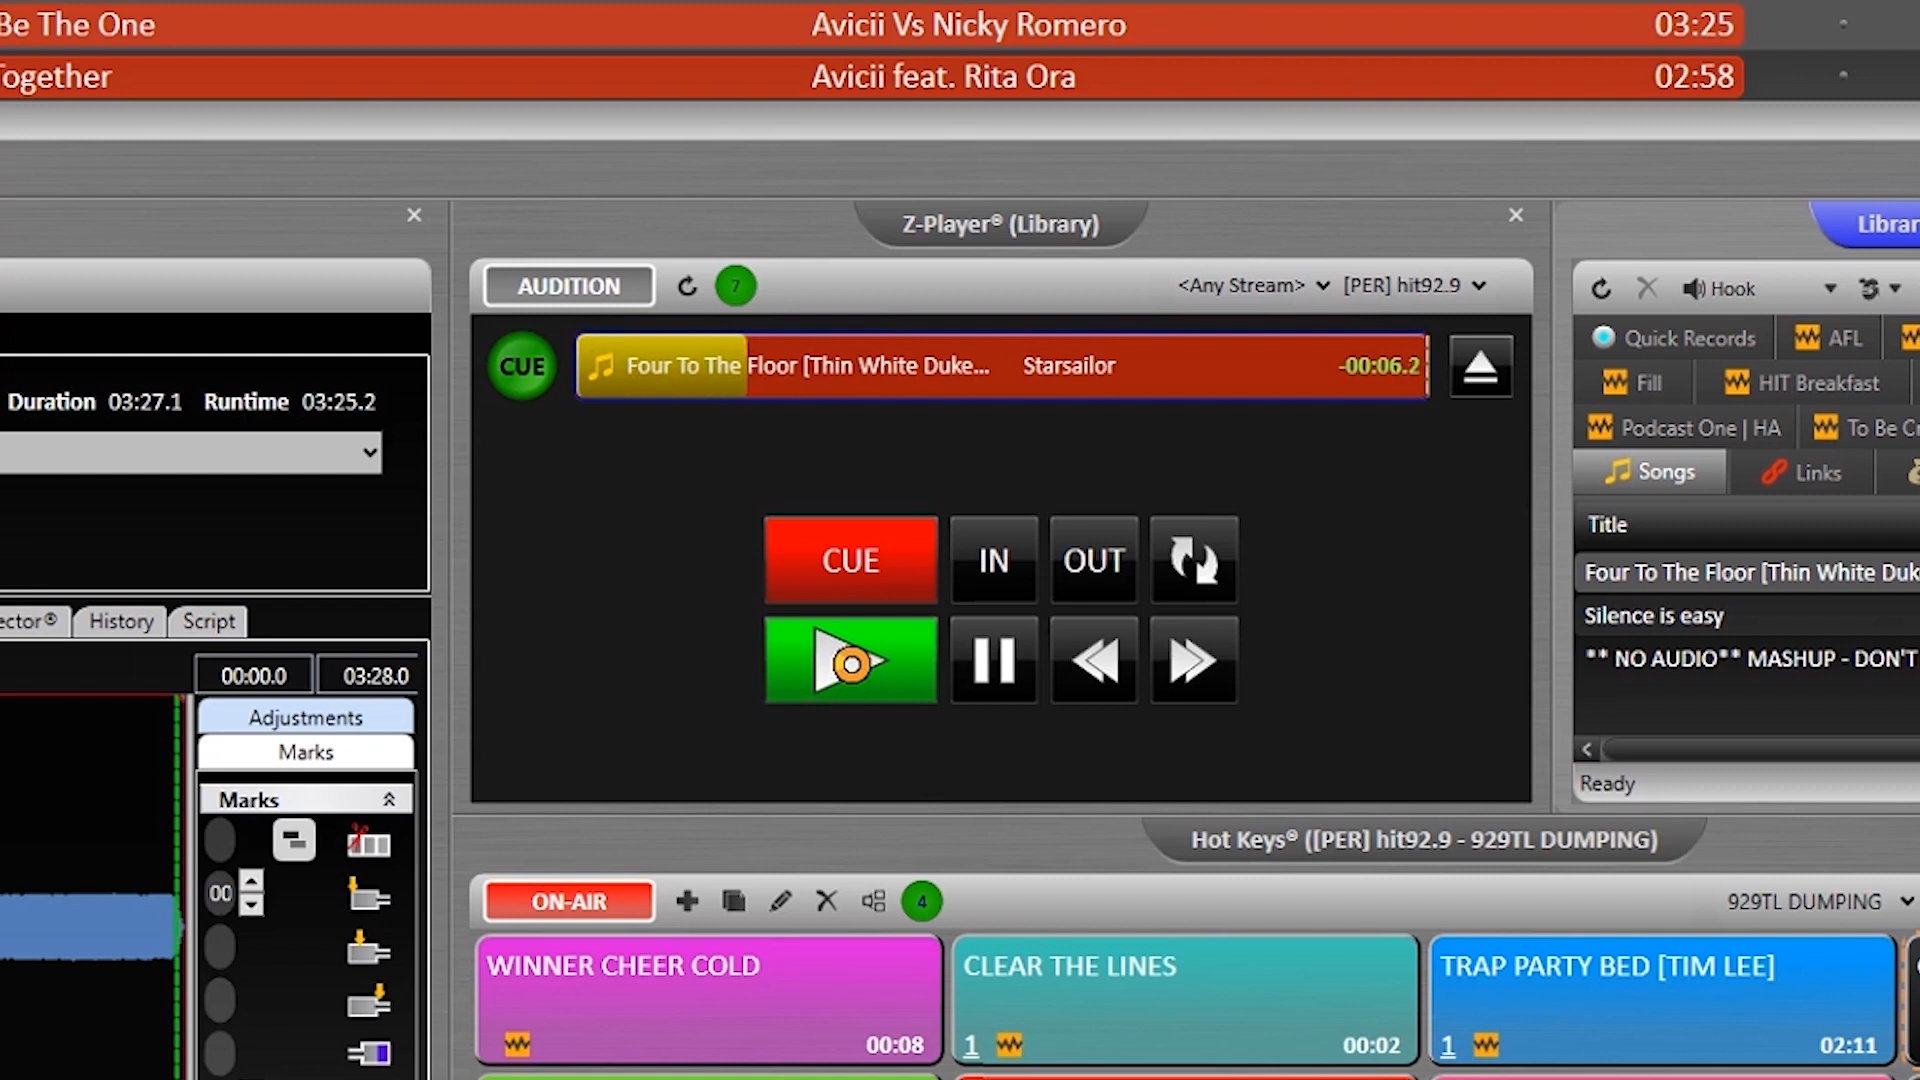 Be The One Avicii Vs Nicky Romero 03:25
Together Avicii feat. Rita Ora 02:58
Z-Player® (Library)
Librar
AUDITION 7 <Any Stream> [PER] hit92.9
Hook
CUE Four To The Floor [Thin White Duke... Starsailor -00:06.2
Quick Records AFL
Fill HIT Breakfast
Duration 03:27.1 Runtime 03:25.2
Podcast One | HA To Be Cr
Songs Links
Title
CUE IN OUT
Four To The Floor [Thin White Duk
Silence is easy
** NO AUDIO** MASHUP - DON'T
ector® History Script
00:00.0 03:28.0
Adjustments
Marks
Marks
00
Ready
Hot Keys® ([PER] hit92.9 - 929TL DUMPING)
ON-AIR 4 929TL DUMPING
WINNER CHEER COLD CLEAR THE LINES TRAP PARTY BED [TIM LEE]
00:08 1 00:02 1 02:11